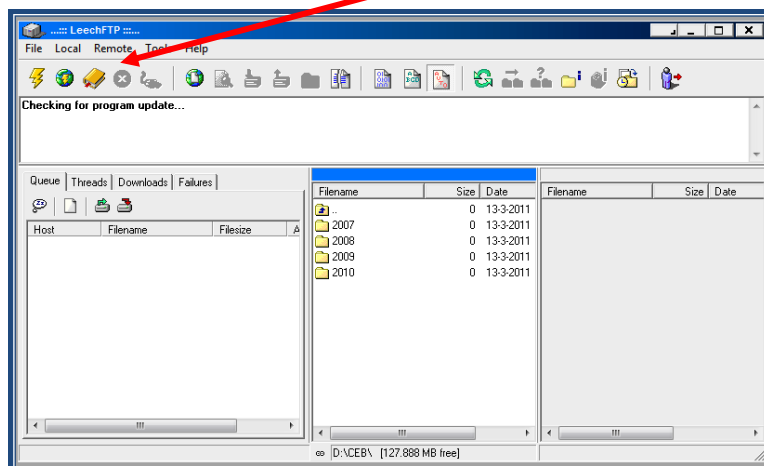 ...::: LeechFTP :::...
File Local Remote Tools Help
Checking for program update...
Queue Threads Downloads Failures
Host Filename Filesize A
Filename Size Date
.. 0 13-3-2011
2007 0 13-3-2011
2008 0 13-3-2011
2009 0 13-3-2011
2010 0 13-3-2011
Filename Size Date
D:\CEB\ [127.888 MB free]